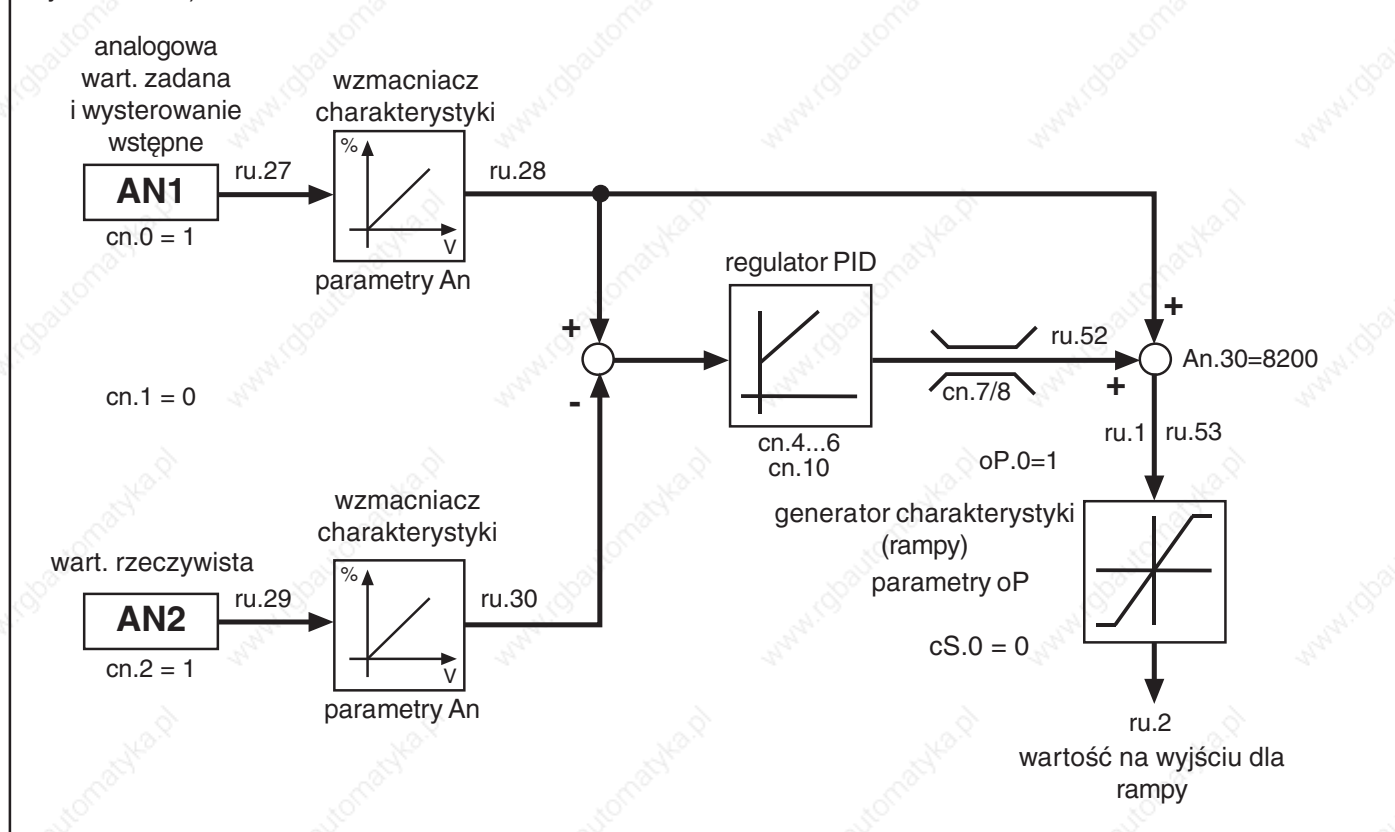 analogowa
wart. zadana
i wysterowanie
wstępne
AN1
cn.0 = 1
ru.27
wzmacniacz
charakterystyki
%
V
parametry An
ru.28
+
-
cn.1 = 0
regulator PID
cn.4...6
cn.10
cn.7/8
ru.52
+
+
An.30=8200
ru.1
ru.53
oP.0=1
generator charakterystyki
(rampy)
parametry oP
cS.0 = 0
wart. rzeczywista
AN2
cn.2 = 1
ru.29
wzmacniacz
charakterystyki
%
V
parametry An
ru.30
ru.2
wartość na wyjściu dla
rampy
www.rgbautomatyka.pl